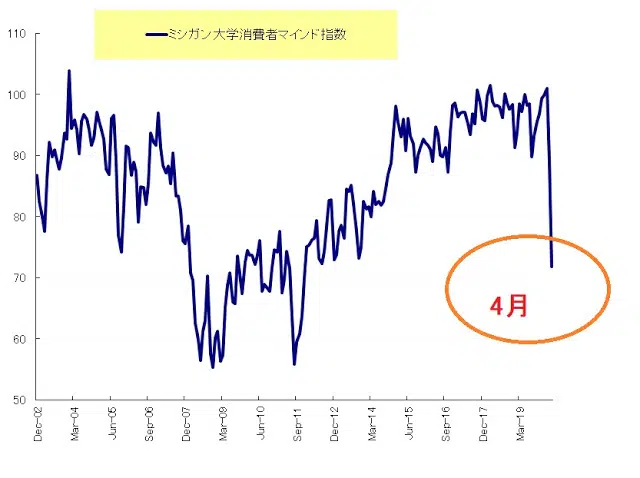 ミシガン大学消費者マインド指数
110
100
90
80
70
60
50
4月
Dec-02
Mar-04
Jun-05
Sep-06
Dec-07
Mar-09
Jun-10
Sep-11
Dec-12
Mar-14
Jun-15
Sep-16
Dec-17
Mar-19